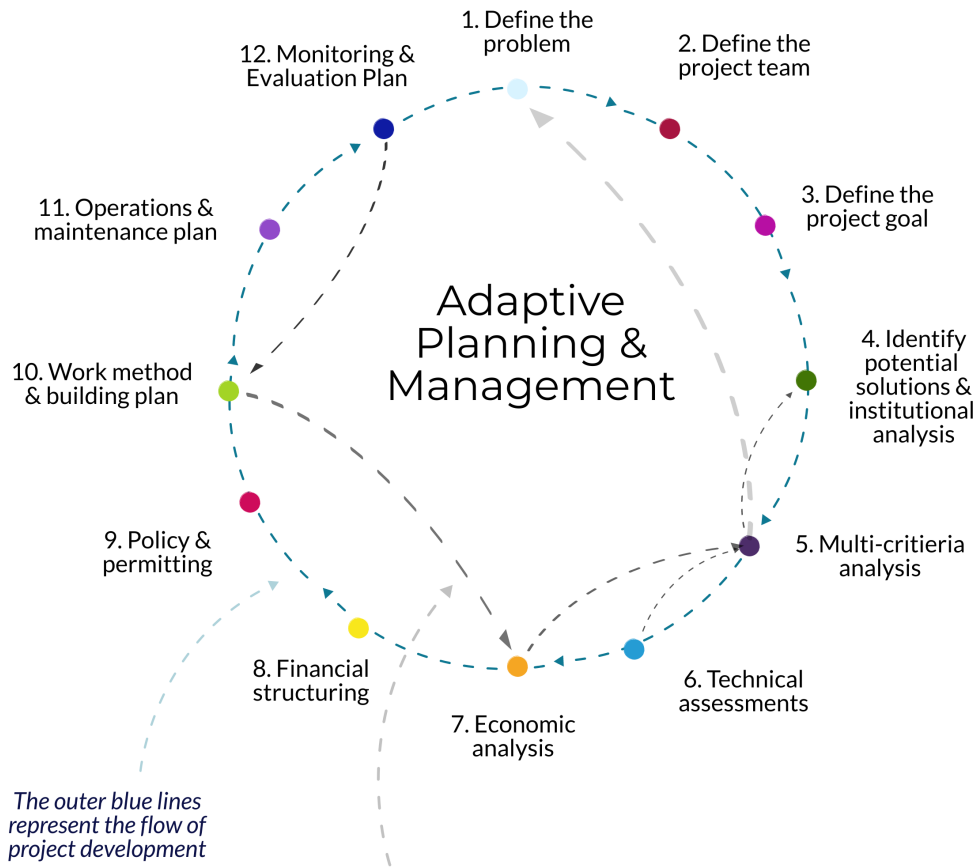 1. Define the
problem
2. Define the
project team
3. Define the
project goal
4. Identify
potential
solutions &
institutional
analysis
5. Multi-critieria
analysis
6. Technical
assessments
7. Economic
analysis
8. Financial
structuring
9. Policy &
permitting
10. Work method
& building plan
11. Operations &
maintenance plan
12. Monitoring &
Evaluation Plan
Adaptive
Planning &
Management
The outer blue lines
represent the flow of
project development